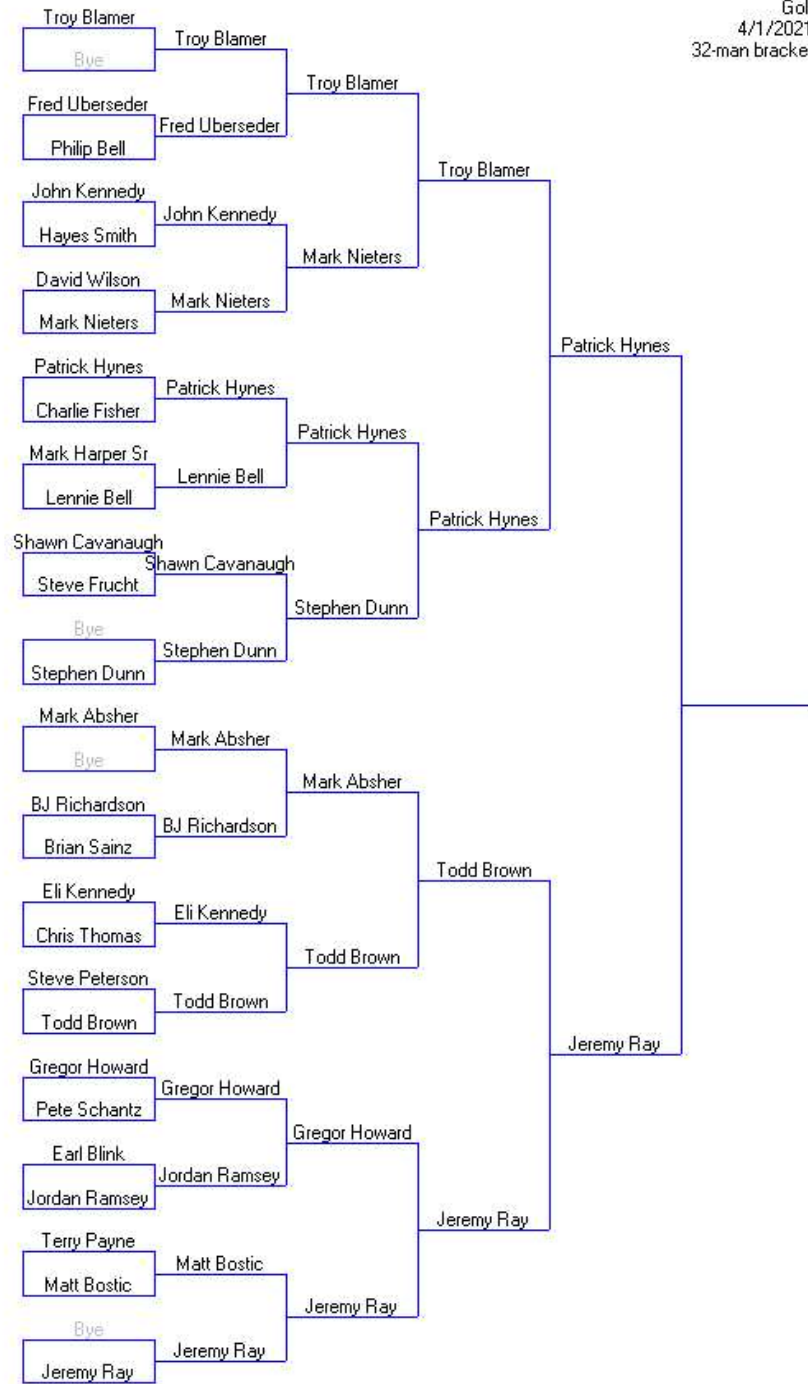 Gol
4/1/2021
32-man bracke
Troy Blamer
Bye
Fred Uberseder
Philip Bell
John Kennedy
Hayes Smith
David Wilson
Mark Nieters
Patrick Hynes
Charlie Fisher
Mark Harper Sr
Lennie Bell
Shawn Cavanaugh
Steve Frucht
Bye
Stephen Dunn
Mark Absher
Bye
BJ Richardson
Brian Sainz
Eli Kennedy
Chris Thomas
Steve Peterson
Todd Brown
Gregor Howard
Pete Schantz
Earl Blink
Jordan Ramsey
Terry Payne
Matt Bostic
Bye
Jeremy Ray
Troy Blamer
Fred Uberseder
John Kennedy
Mark Nieters
Patrick Hynes
Lennie Bell
Shawn Cavanaugh
Stephen Dunn
Mark Absher
BJ Richardson
Eli Kennedy
Todd Brown
Gregor Howard
Jordan Ramsey
Matt Bostic
Jeremy Ray
Troy Blamer
Mark Nieters
Patrick Hynes
Stephen Dunn
Mark Absher
Todd Brown
Gregor Howard
Jeremy Ray
Troy Blamer
Patrick Hynes
Todd Brown
Jeremy Ray
Patrick Hynes
Jeremy Ray